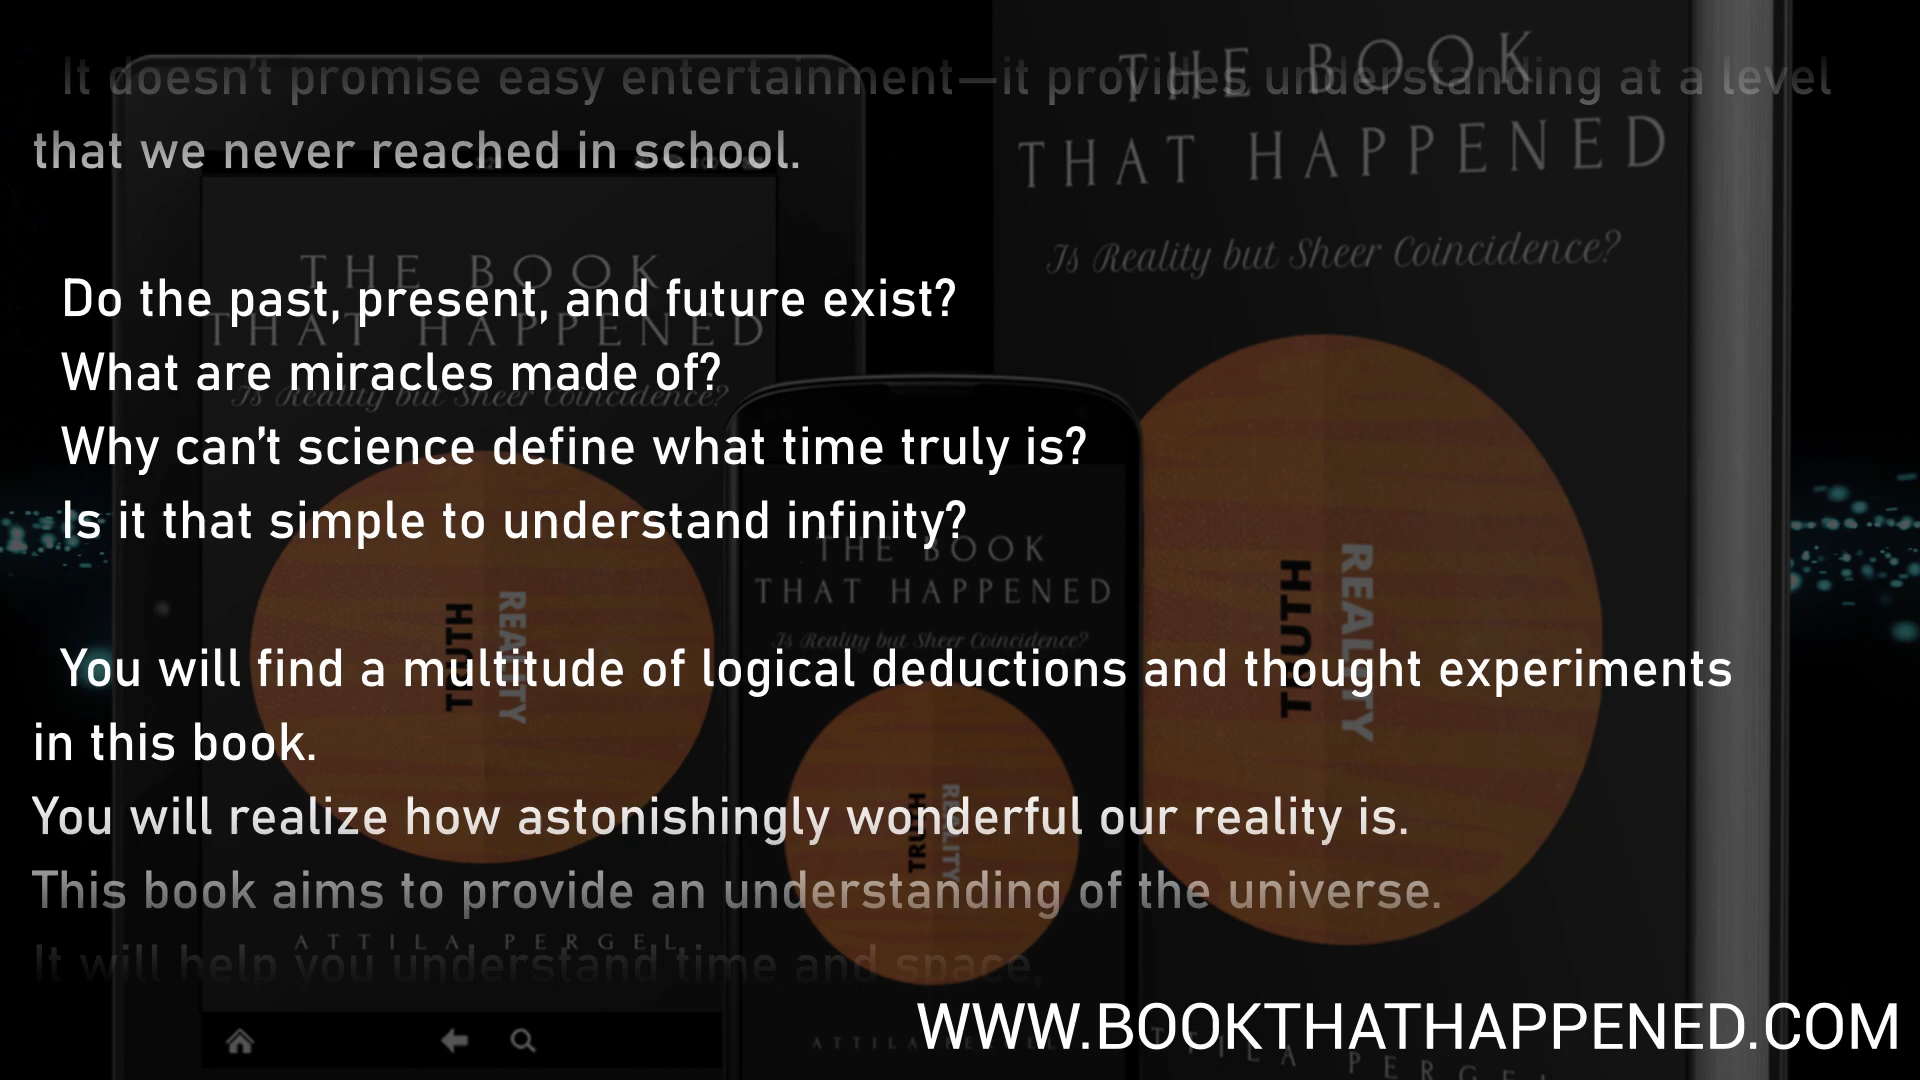 It doesn't promise easy entertainment—it provides understanding at a level
that we never reached in school.
Do the past, present, and future exist?
What are miracles made of?
Why can't science define what time truly is?
Is it that simple to understand infinity?
You will find a multitude of logical deductions and thought experiments
in this book.
You will realize how astonishingly wonderful our reality is.
This book aims to provide an understanding of the universe.
It will help you understand time and space,
WWW.BOOKTHATHAPPENED.COM
THE BOOK
THAT HAPPENED
Is Reality but Sheer Coincidence?
TRUTH
REALITY
ATTILA PERGEL
THE BOOK
THAT HAPPENED
Is Reality but Sheer Coincidence?
TRUTH
REALITY
ATTILA
THE BOOK
THAT HAPPENED
Is Reality but Sheer Coincidence?
TRUTH
REALITY
ATTILA PERGEL